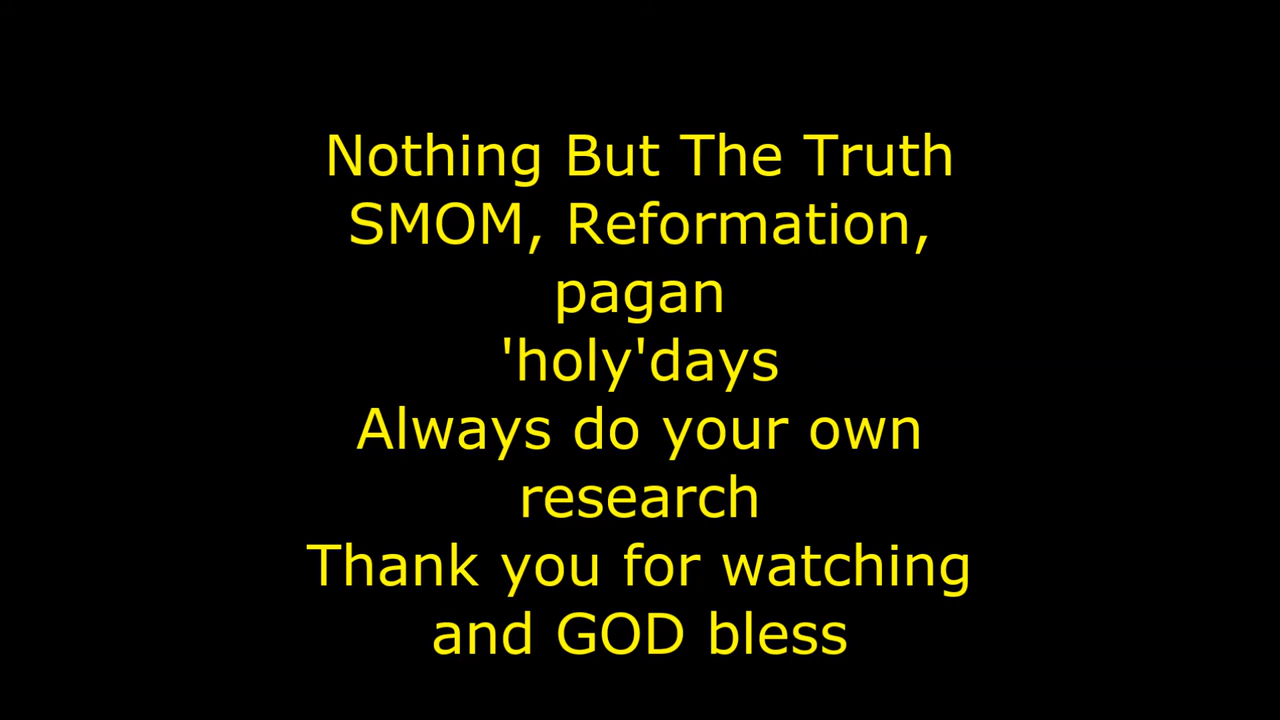 Nothing But The Truth
SMOM, Reformation,
pagan
'holy'days
Always do your own
research
Thank you for watching
and GOD bless